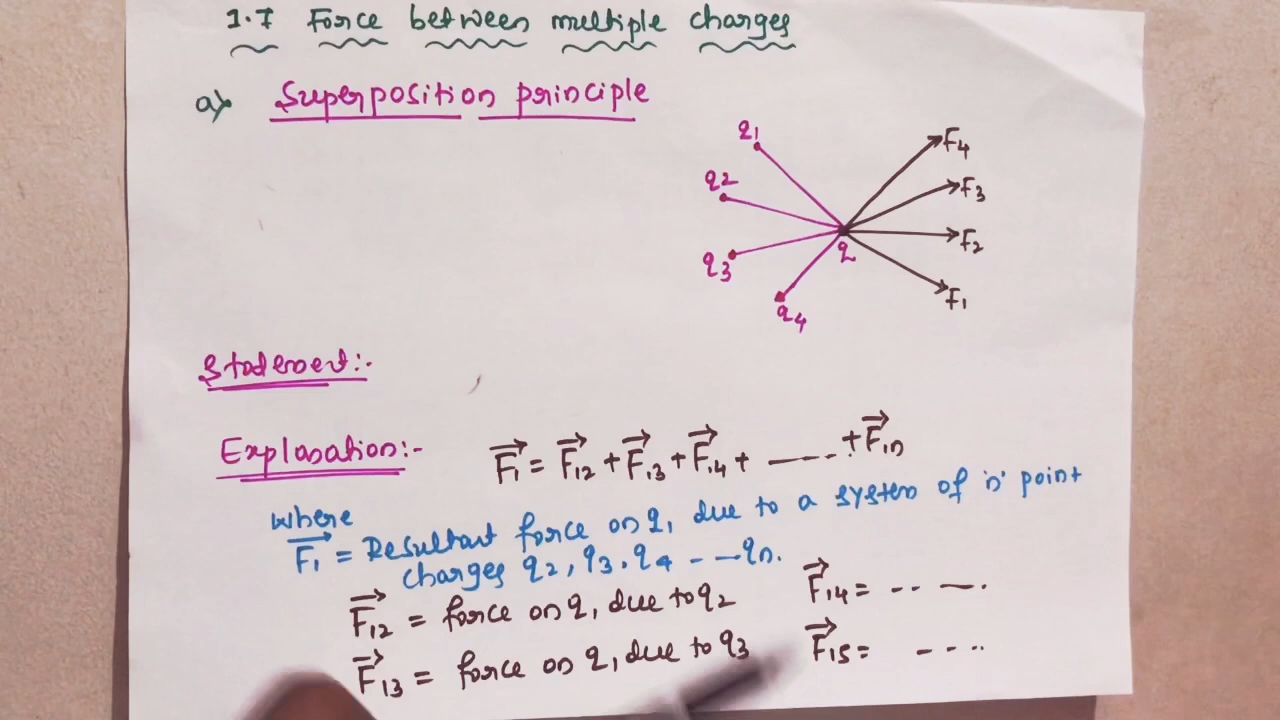 1.7 Force between multiple charges
a) Superposition principle
q1
q2
q3
q4
q
F4
F3
F2
F1
Statement:-
Explanation:- F1 = F12 + F13 + F14 + ----- + F1n
where
F1 = Resultant force on q1 due to a system of 'n' point
charges q2, q3, q4 - --qn.
F12 = force on q1 due to q2
F14 = -- --.
F13 = force on q1 due to q3
F15 = ----